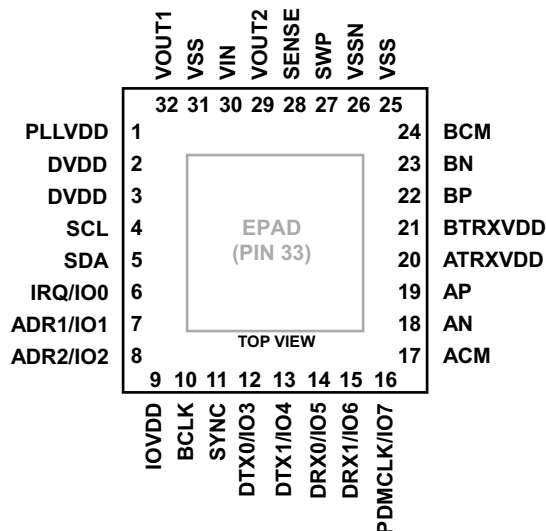 VOUT1
VSS
VIN
VOUT2
SENSE
SWP
VSSN
VSS
32 31 30 29 28 27 26 25
PLLVDD 1
DVDD 2
DVDD 3
SCL 4
SDA 5
IRQ/IO0 6
ADR1/IO1 7
ADR2/IO2 8
24 BCM
23 BN
22 BP
21 BTRXVDD
20 ATRXVDD
19 AP
18 AN
17 ACM
EPAD
(PIN 33)
TOP VIEW
9 10 11 12 13 14 15 16
IOVDD
BCLK
SYNC
DTX0/IO3
DTX1/IO4
DRX0/IO5
DRX1/IO6
PDMCLK/IO7